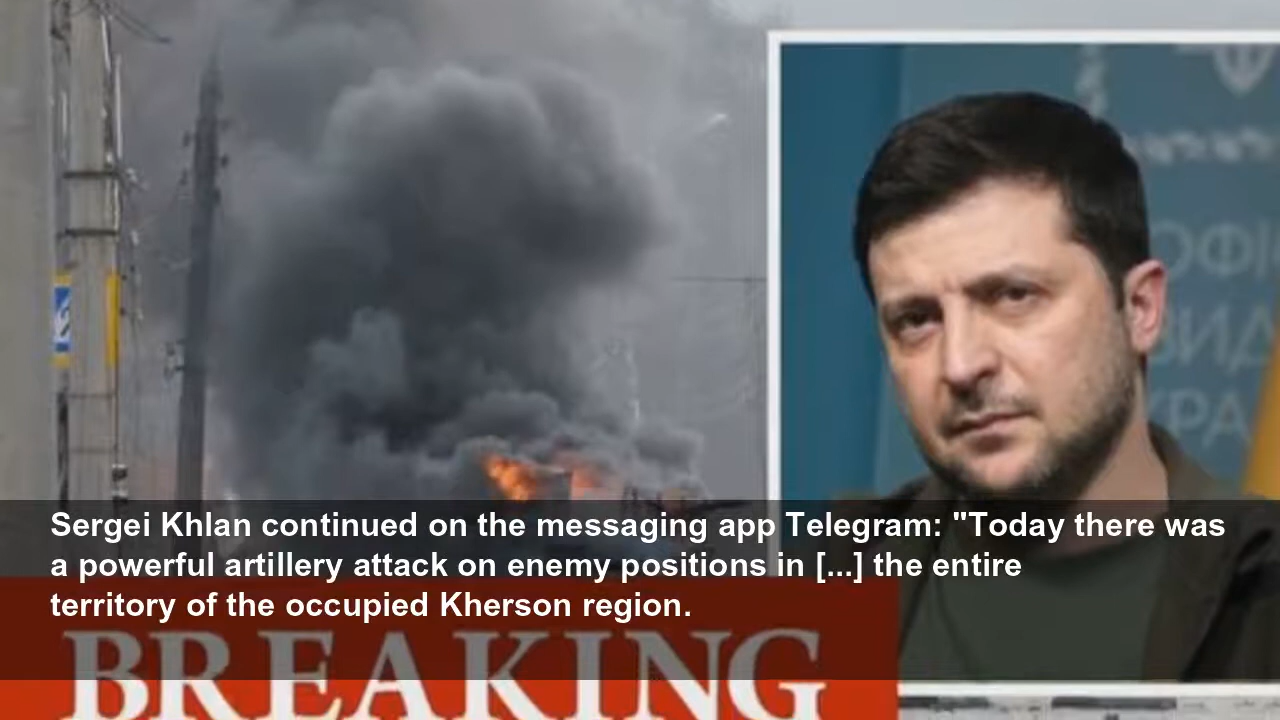 Sergei Khlan continued on the messaging app Telegram: "Today there was
a powerful artillery attack on enemy positions in [...] the entire
territory of the occupied Kherson region.
BREAKING